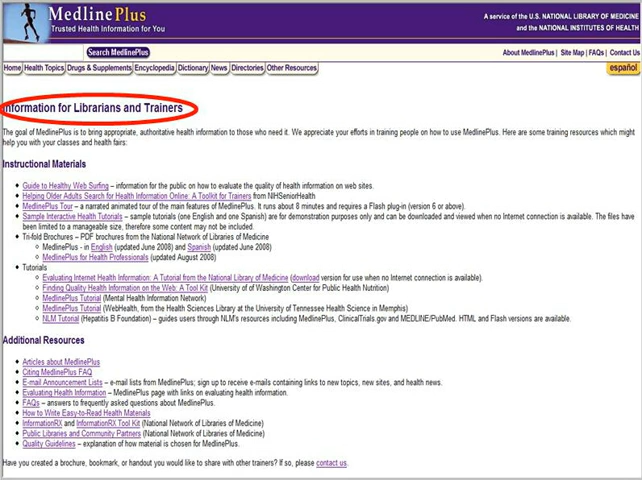 MedlinePlus
Trusted Health Information for You
A service of the U.S. NATIONAL LIBRARY OF MEDICINE
and the NATIONAL INSTITUTES OF HEALTH
Search MedlinePlus
About MedlinePlus | Site Map | FAQs | Contact Us
Home Health Topics Drugs & Supplements Encyclopedia Dictionary News Directories Other Resources
español
Information for Librarians and Trainers
The goal of MedlinePlus is to bring appropriate, authoritative health information to those who need it. We appreciate your efforts in training people on how to use MedlinePlus. Here are some training resources which might
help you with your classes and health fairs:
Instructional Materials
Guide to Healthy Web Surfing – information for the public on how to evaluate the quality of health information on web sites.
Helping Older Adults Search for Health Information Online: A Toolkit for Trainers from NIHSeniorHealth
MedlinePlus Tour – a narrated animated tour of the main features of MedlinePlus. It runs about 8 minutes and requires a Flash plug-in (version 6 or above).
Sample Interactive Health Tutorials – sample tutorials (one English and one Spanish) are for demonstration purposes only and can be downloaded and viewed when no Internet connection is available. The files have
been limited to a manageable size, therefore some content may not be included.
Tri-fold Brochures – PDF brochures from the National Network of Libraries of Medicine
MedlinePlus - in English (updated June 2008) and Spanish (updated June 2008)
MedlinePlus for Health Professionals (updated August 2008)
Tutorials
Evaluating Internet Health Information: A Tutorial from the National Library of Medicine (download version for use when no Internet connection is available).
Finding Quality Health Information on the Web: A Tool Kit (University of Washington Center for Public Health Nutrition)
MedlinePlus Tutorial (Mental Health Information Network)
MedlinePlus Tutorial (WebHealth, from the Health Sciences Library at the University of Tennessee Health Science in Memphis)
NLM Tutorial (Hepatitis B Foundation) – guides users through NLM's resources including MedlinePlus, ClinicalTrials.gov and MEDLINE/PubMed. HTML and Flash versions are available.
Additional Resources
Articles about MedlinePlus
Citing MedlinePlus FAQ
E-mail Announcement Lists – e-mail lists from MedlinePlus; sign up to receive e-mails containing links to new topics, new sites, and health news.
Evaluating Health Information – MedlinePlus page with links on evaluating health information.
FAQs – answers to frequently asked questions about MedlinePlus.
How to Write Easy-to-Read Health Materials
InformationRX and InformationRX Tool Kit (National Network of Libraries of Medicine)
Public Libraries and Community Partners (National Network of Libraries of Medicine)
Quality Guidelines – explanation of how material is chosen for MedlinePlus.
Have you created a brochure, bookmark, or handout you would like to share with other trainers? If so, please contact us.